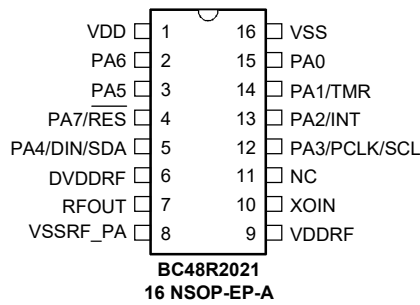 VDD 1 16 VSS
PA6 2 15 PA0
PA5 3 14 PA1/TMR
PA7/RES 4 13 PA2/INT
PA4/DIN/SDA 5 12 PA3/PCLK/SCL
DVDDRF 6 11 NC
RFOUT 7 10 XOIN
VSSRF_PA 8 9 VDDRF
BC48R2021
16 NSOP-EP-A